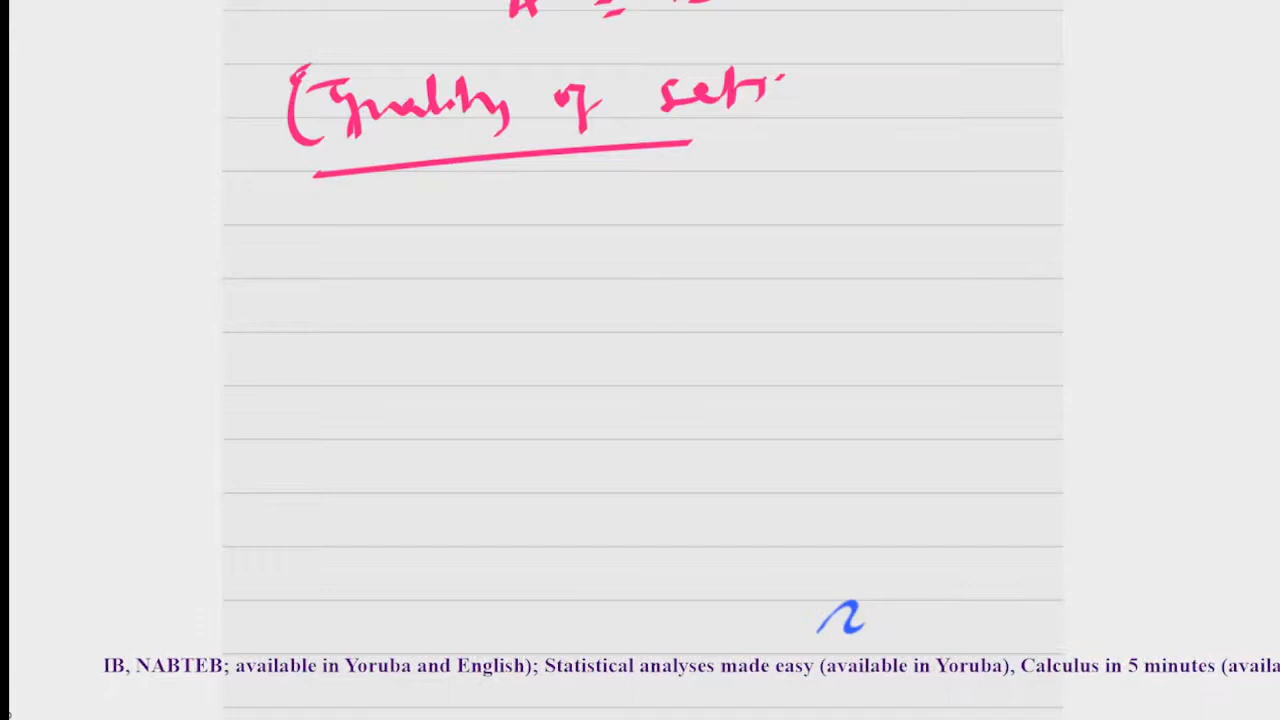 (Equality of sets.
IB, NABTEB; available in Yoruba and English); Statistical analyses made easy (available in Yoruba), Calculus in 5 minutes (availa